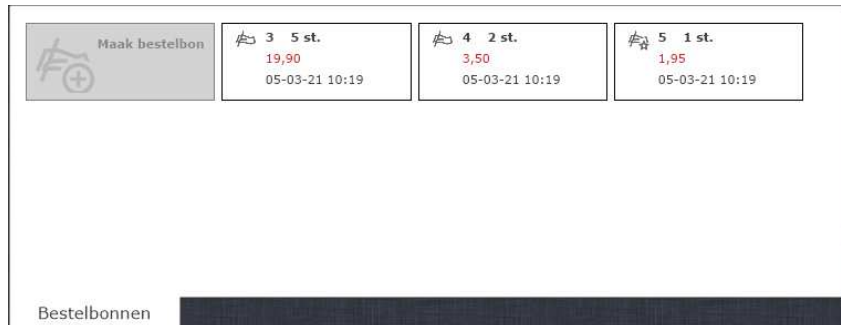 Maak bestelbon
3 5 st.
19,90
05-03-21 10:19
4 2 st.
3,50
05-03-21 10:19
5 1 st.
1,95
05-03-21 10:19
Bestelbonnen